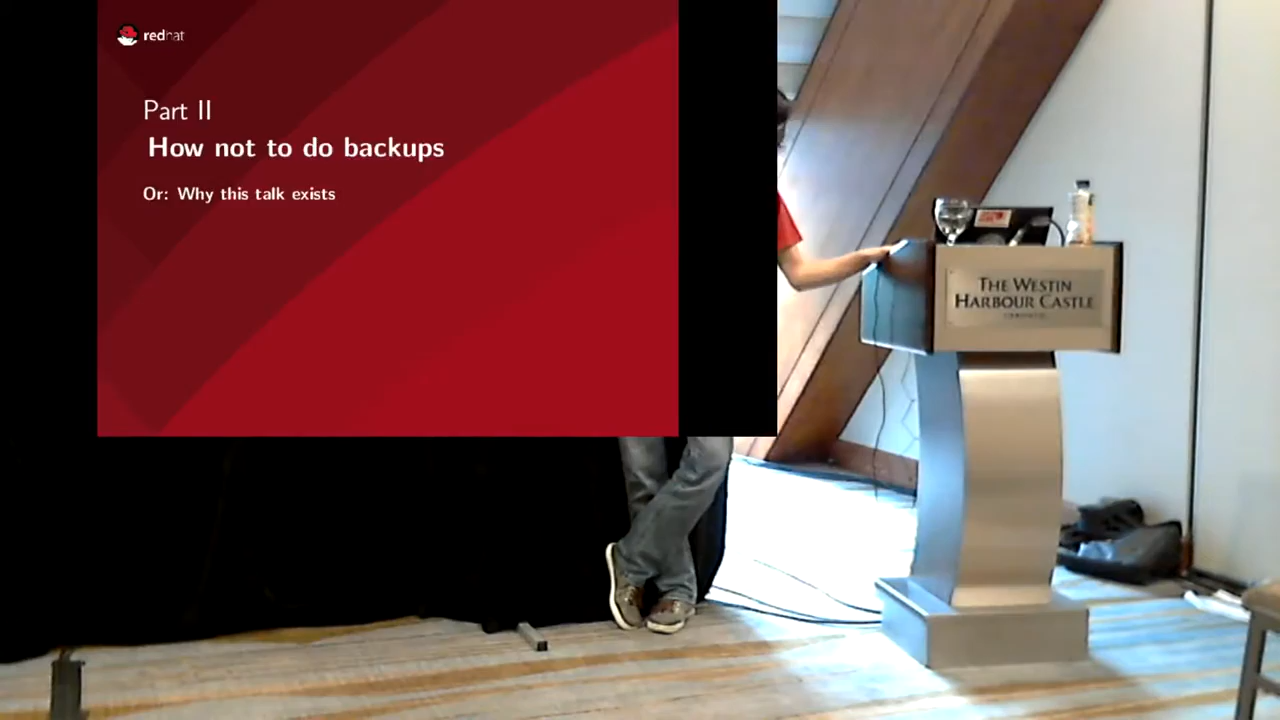 redhat
Part II
How not to do backups
Or: Why this talk exists
THE WESTIN
HARBOUR CASTLE